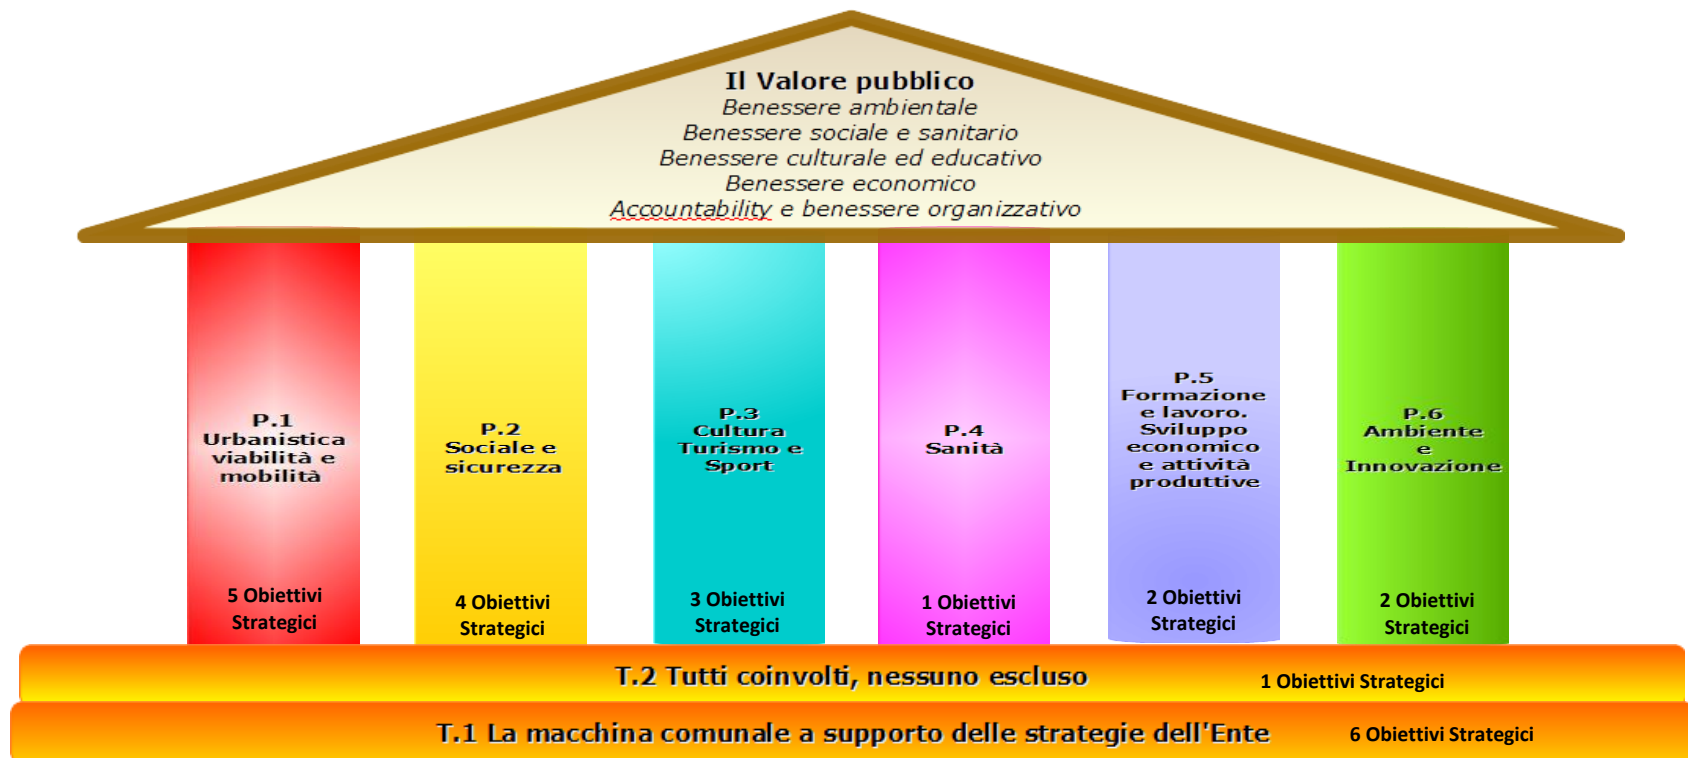 Il Valore pubblico
Benessere ambientale
Benessere sociale e sanitario
Benessere culturale ed educativo
Benessere economico
Accountability e benessere organizzativo
P.1
Urbanistica
viabilità e
mobilità
5 Obiettivi
Strategici
P.2
Sociale e
sicurezza
4 Obiettivi
Strategici
P.3
Cultura
Turismo e
Sport
3 Obiettivi
Strategici
P.4
Sanità
1 Obiettivi
Strategici
P.5
Formazione
e lavoro.
Sviluppo
economico
e attività
produttive
2 Obiettivi
Strategici
P.6
Ambiente
e
Innovazione
2 Obiettivi
Strategici
T.2 Tutti coinvolti, nessuno escluso
1 Obiettivi Strategici
T.1 La macchina comunale a supporto delle strategie dell'Ente
6 Obiettivi Strategici